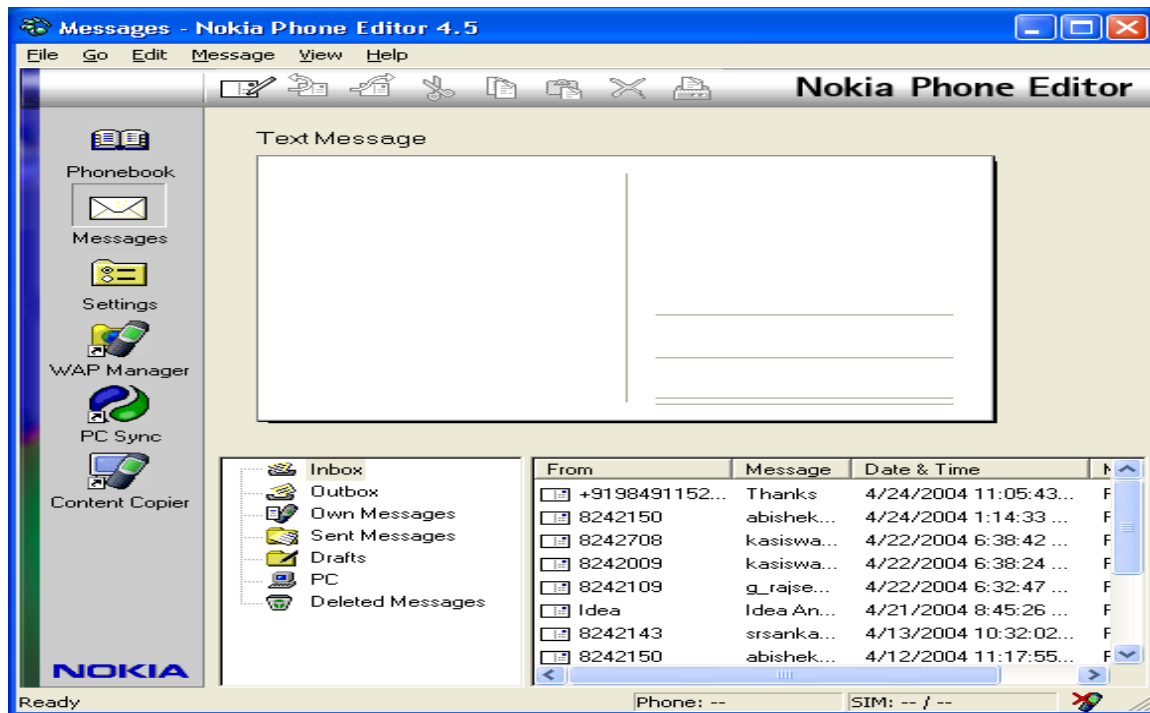 Messages - Nokia Phone Editor 4.5
File Go Edit Message View Help
Nokia Phone Editor
Phonebook
Messages
Settings
WAP Manager
PC Sync
Content Copier
NOKIA
Text Message
Inbox
Outbox
Own Messages
Sent Messages
Drafts
PC
Deleted Messages
From Message Date & Time
+9198491152... Thanks 4/24/2004 11:05:43...
8242150 abishek... 4/24/2004 1:14:33 ...
8242708 kasiswa... 4/22/2004 6:38:42 ...
8242009 kasiswa... 4/22/2004 6:38:24 ...
8242109 g_rajse... 4/22/2004 6:32:47 ...
Idea Idea An... 4/21/2004 8:45:26 ...
8242143 srsanka... 4/13/2004 10:32:02...
8242150 abishek... 4/12/2004 11:17:55...
Ready Phone: -- SIM: -- / --